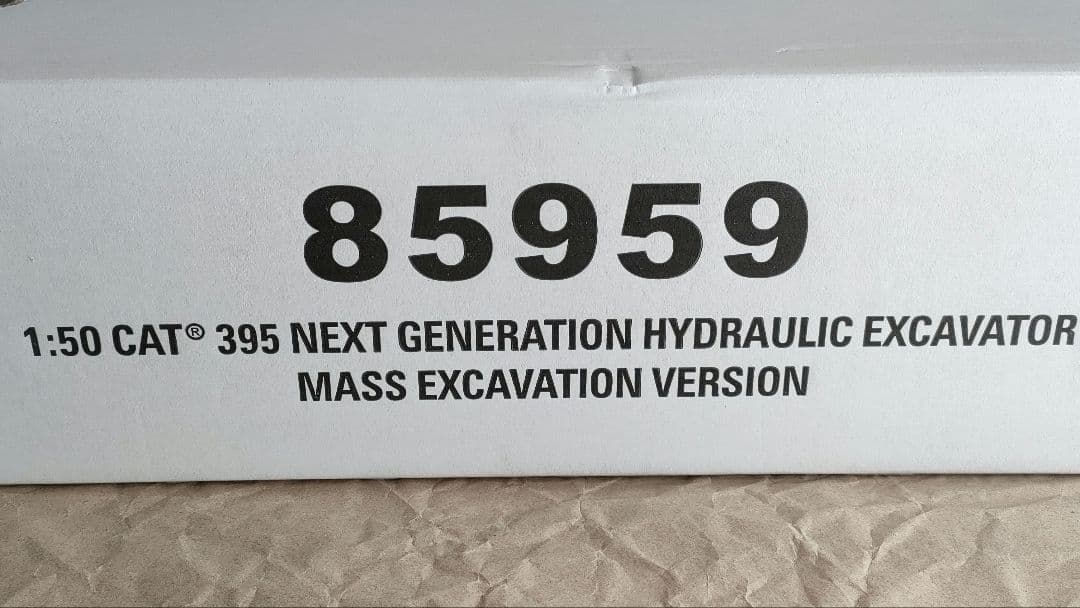 85959
1:50 CAT® 395 NEXT GENERATION HYDRAULIC EXCAVATOR
MASS EXCAVATION VERSION